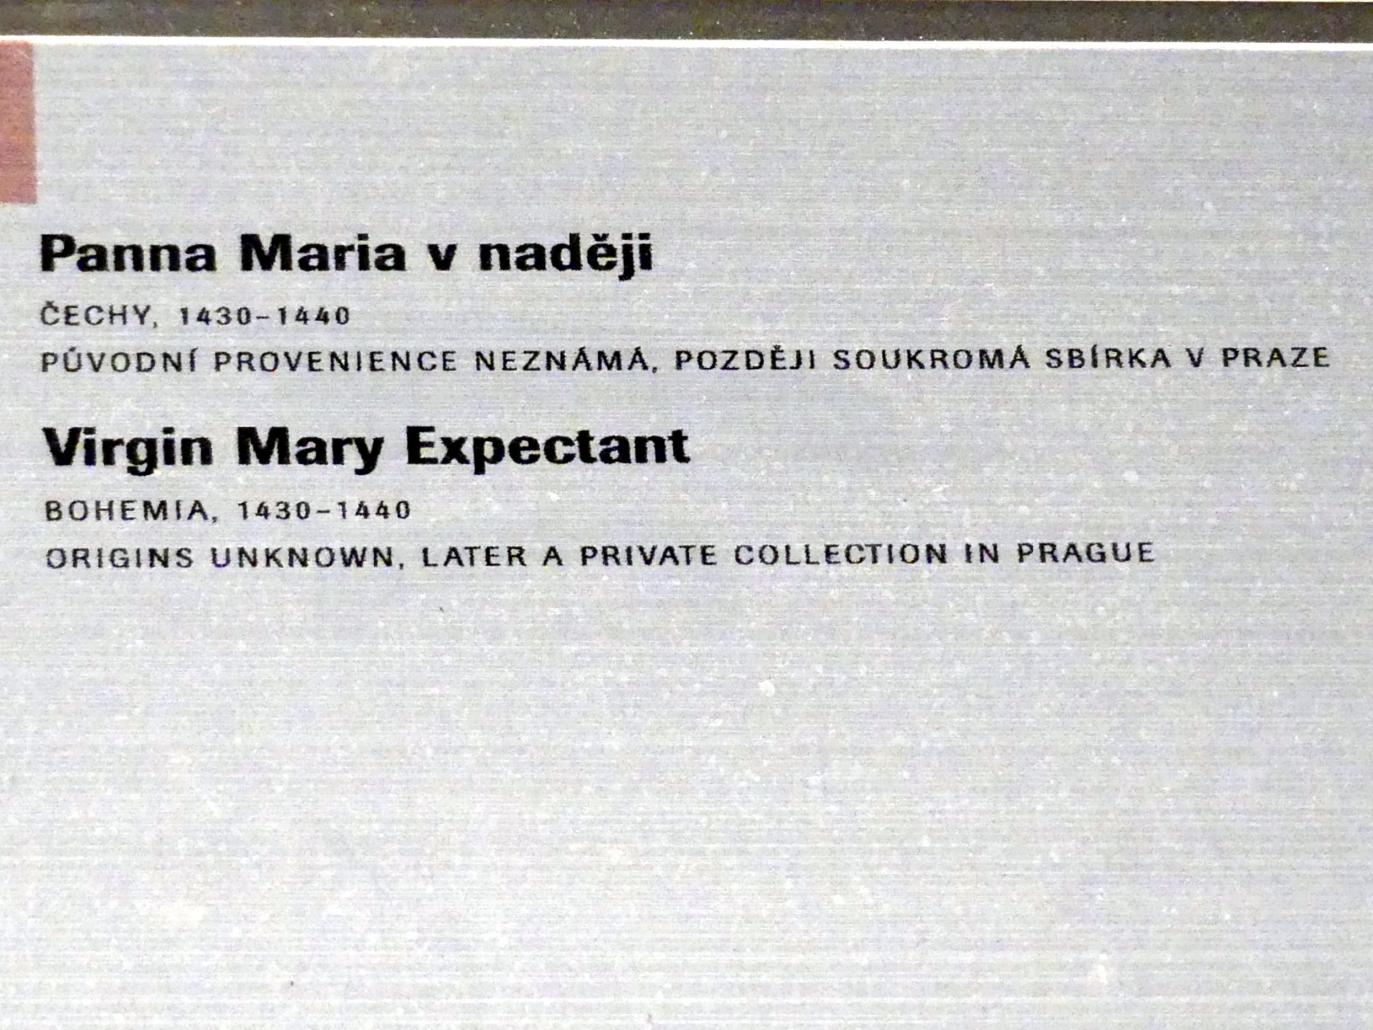 Panna Maria v naději
ČECHY, 1430–1440
PŮVODNÍ PROVENIENCE NEZNÁMÁ, POZDĚJI SOUKROMÁ SBÍRKA V PRAZE
Virgin Mary Expectant
BOHEMIA, 1430–1440
ORIGINS UNKNOWN, LATER A PRIVATE COLLECTION IN PRAGUE